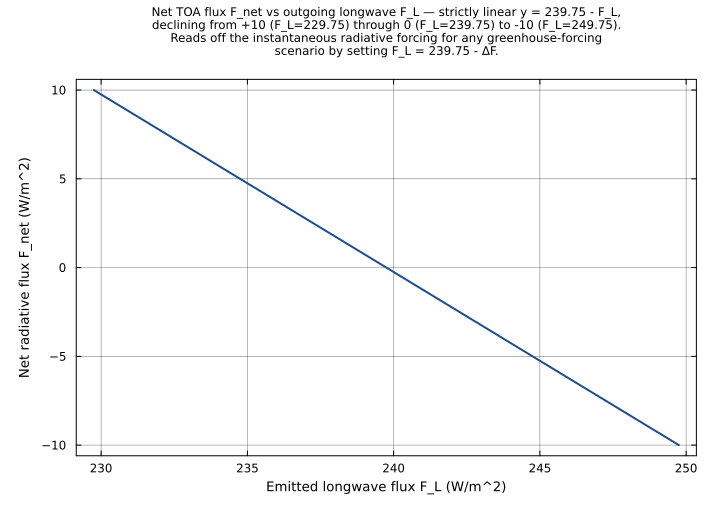 Net TOA flux F_net vs outgoing longwave F_L — strictly linear y = 239.75 - F_L,
declining from +10 (F_L=229.75) through 0 (F_L=239.75) to -10 (F_L=249.75).
Reads off the instantaneous radiative forcing for any greenhouse-forcing
scenario by setting F_L = 239.75 - ΔF.
Net radiative flux F_net (W/m^2)
10
5
0
−5
−10
230
235
240
245
250
Emitted longwave flux F_L (W/m^2)